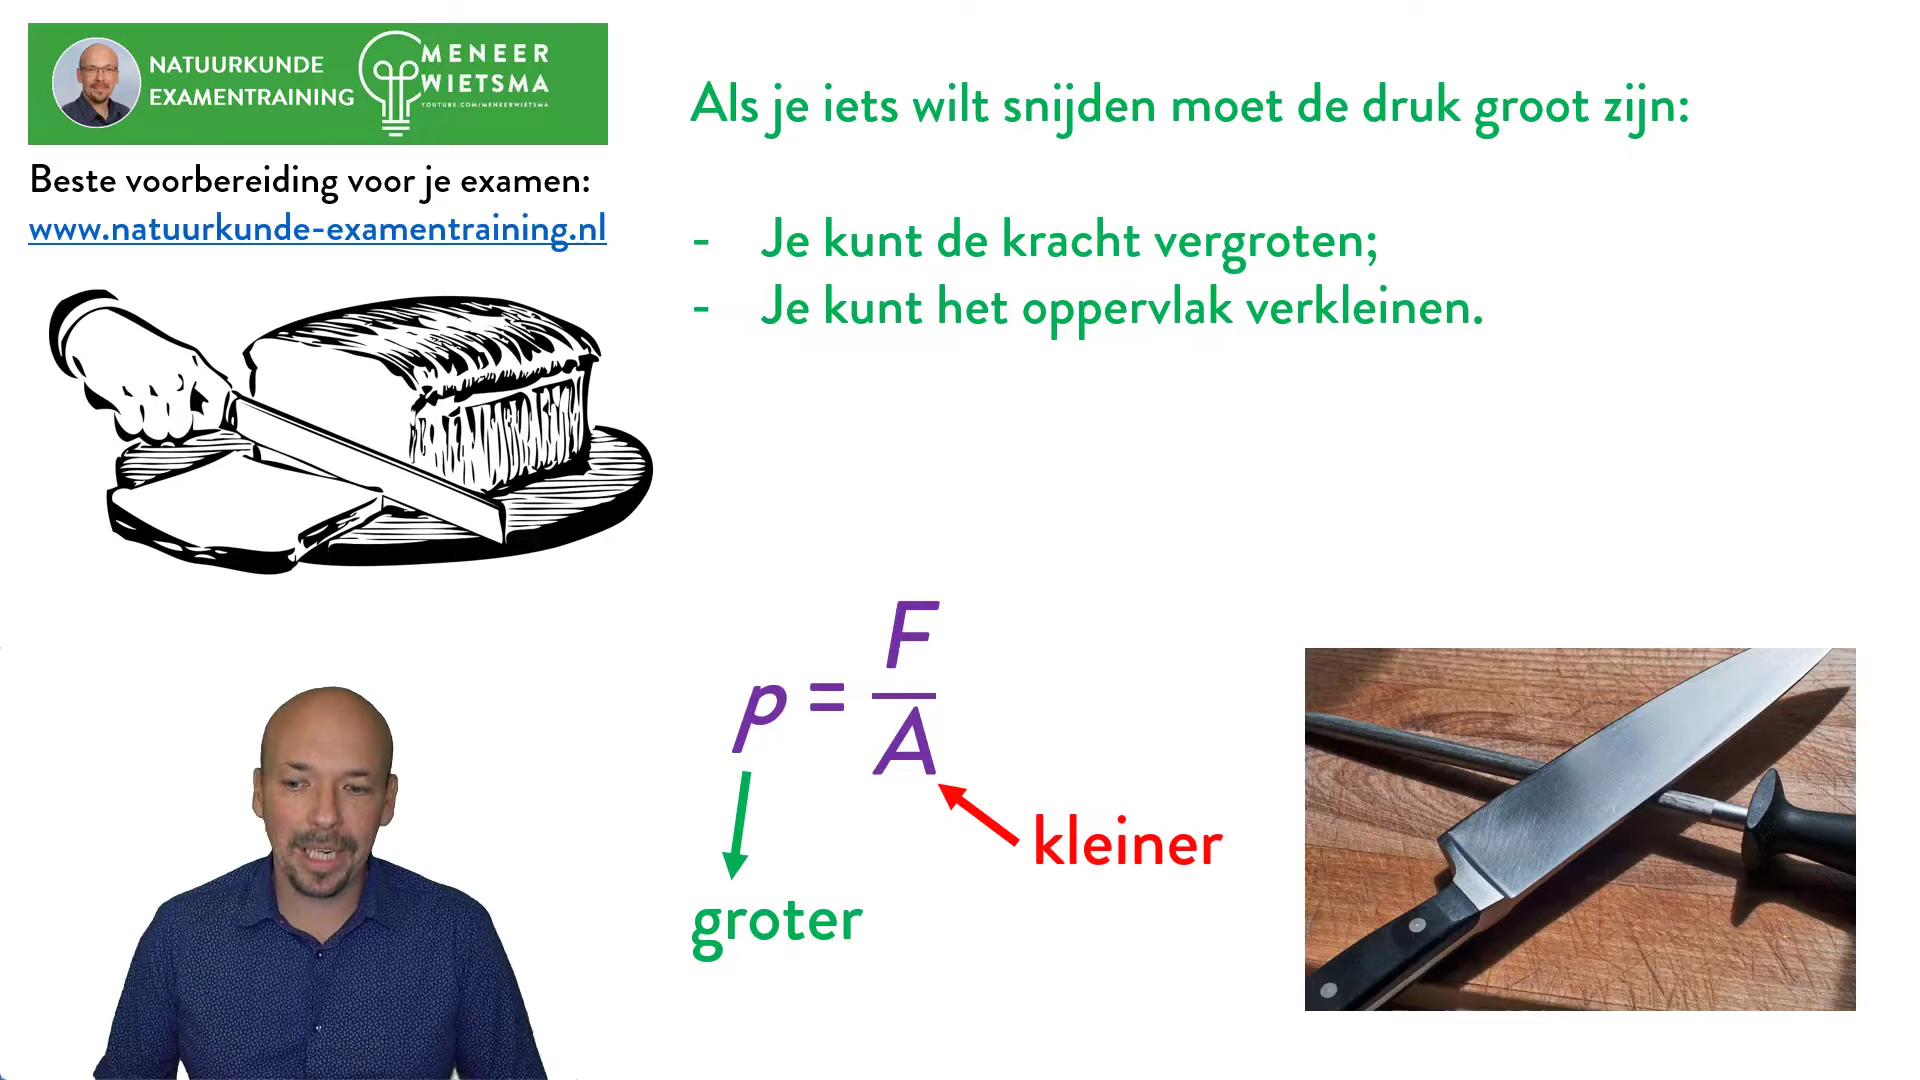 NATUURKUNDE
EXAMENTRAINING
MENEER
WIETSMA
YOUTUBE.COM/MENEERWIETSMA
Beste voorbereiding voor je examen:
www.natuurkunde-examentraining.nl
Als je iets wilt snijden moet de druk groot zijn:
- Je kunt de kracht vergroten;
- Je kunt het oppervlak verkleinen.
p = F/A
kleiner
groter